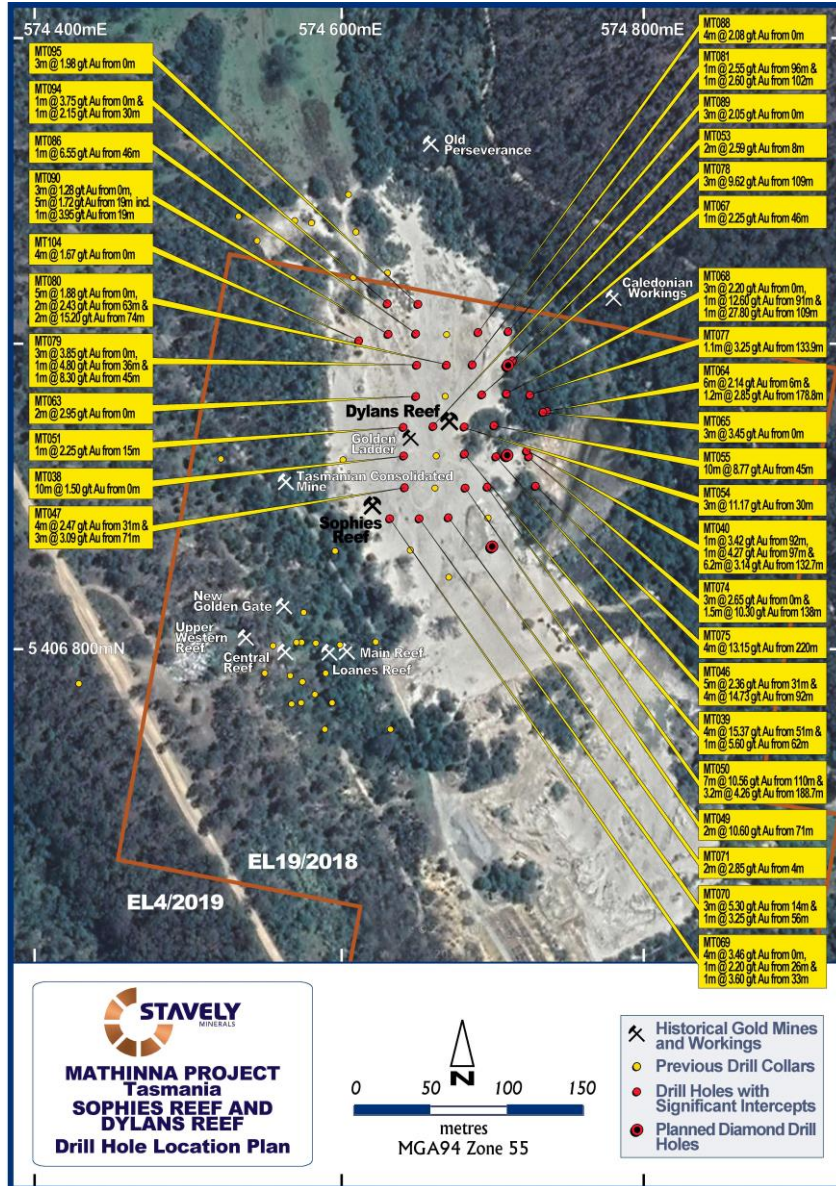 574 400mE
574 600mE
574 800mE
MT095
3m @ 1.98 g/t Au from 0m
MT094
1m @ 3.75 g/t Au from 0m &
1m @ 2.15 g/t Au from 30m
MT086
1m @ 6.55 g/t Au from 46m
MT090
3m @ 1.28 g/t Au from 0m,
5m @ 1.72 g/t Au from 19m incl.
1m @ 3.95 g/t Au from 19m
MT104
4m @ 1.67 g/t Au from 0m
MT080
5m @ 1.88 g/t Au from 0m,
2m @ 2.43 g/t Au from 63m &
2m @ 15.20 g/t Au from 74m
MT079
3m @ 3.85 g/t Au from 0m,
1m @ 4.80 g/t Au from 36m &
1m @ 8.30 g/t Au from 45m
MT063
2m @ 2.95 g/t Au from 0m
MT051
1m @ 2.25 g/t Au from 15m
MT038
10m @ 1.50 g/t Au from 0m
MT047
4m @ 2.47 g/t Au from 31m &
3m @ 3.09 g/t Au from 71m
MT088
4m @ 2.08 g/t Au from 0m
MT081
1m @ 2.55 g/t Au from 96m &
1m @ 2.60 g/t Au from 102m
MT089
3m @ 2.05 g/t Au from 0m
MT053
2m @ 2.59 g/t Au from 8m
MT078
3m @ 9.62 g/t Au from 109m
MT067
1m @ 2.25 g/t Au from 46m
MT068
3m @ 2.20 g/t Au from 0m,
1m @ 12.60 g/t Au from 91m &
1m @ 27.80 g/t Au from 109m
MT077
1.1m @ 3.25 g/t Au from 133.9m
MT064
6m @ 2.14 g/t Au from 6m &
1.2m @ 2.85 g/t Au from 178.8m
MT065
3m @ 3.45 g/t Au from 0m
MT055
10m @ 8.77 g/t Au from 45m
MT054
3m @ 11.17 g/t Au from 30m
MT040
1m @ 3.42 g/t Au from 92m,
1m @ 4.27 g/t Au from 97m &
6.2m @ 3.14 g/t Au from 132.7m
MT074
3m @ 2.65 g/t Au from 0m &
1.5m @ 10.30 g/t Au from 138m
MT075
4m @ 13.15 g/t Au from 220m
MT046
5m @ 2.36 g/t Au from 31m &
4m @ 14.73 g/t Au from 92m
MT039
4m @ 15.37 g/t Au from 51m &
1m @ 5.60 g/t Au from 62m
MT050
7m @ 10.56 g/t Au from 110m &
3.2m @ 4.26 g/t Au from 188.7m
MT049
2m @ 10.60 g/t Au from 71m
MT071
2m @ 2.85 g/t Au from 4m
MT070
3m @ 5.30 g/t Au from 14m &
1m @ 3.25 g/t Au from 56m
MT069
4m @ 3.46 g/t Au from 0m,
1m @ 2.20 g/t Au from 26m &
1m @ 3.60 g/t Au from 33m
Old
Perseverance
Caledonian
Workings
Dylans Reef
Golden
Ladder
Tasmanian Consolidated
Mine
Sophies
Reef
New
Golden Gate
Upper
Western
Reef
Central
Reef
Main Reef
Loanes Reef
5 406 800mN
EL19/2018
EL4/2019
STAVELY
MINERALS
MATHINNA PROJECT
Tasmania
SOPHIES REEF AND
DYLANS REEF
Drill Hole Location Plan
N
0 50 100 150
metres
MGA94 Zone 55
Historical Gold Mines
and Workings
Previous Drill Collars
Drill Holes with
Significant Intercepts
Planned Diamond Drill
Holes